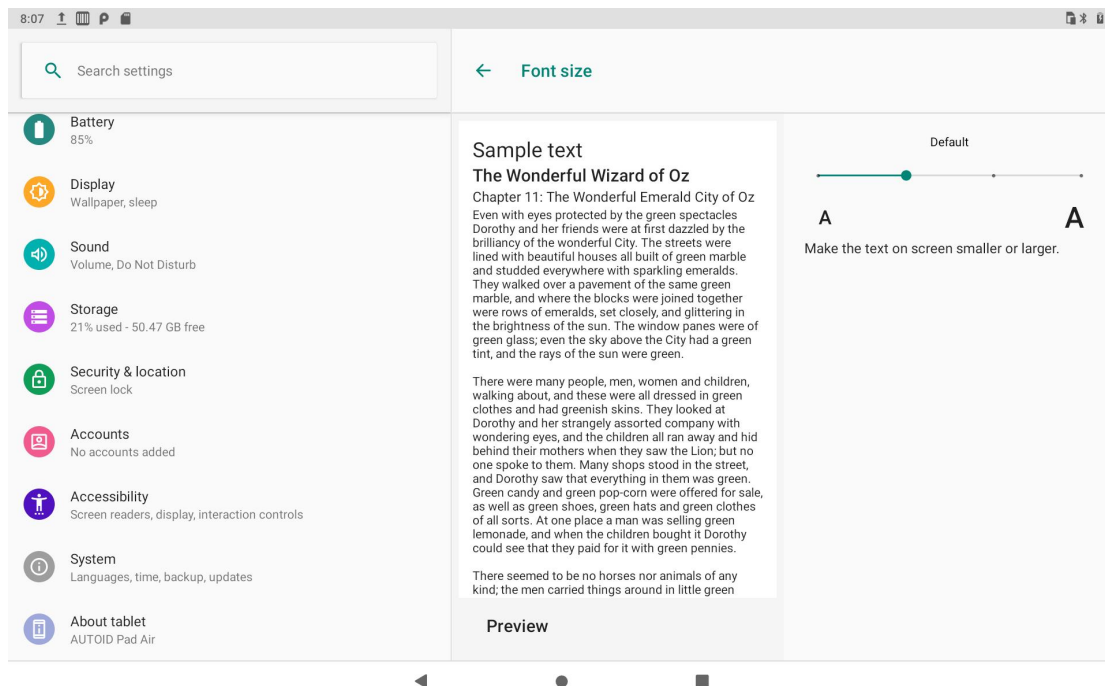 8:07
Search settings
Battery
85%
Display
Wallpaper, sleep
Sound
Volume, Do Not Disturb
Storage
21% used - 50.47 GB free
Security & location
Screen lock
Accounts
No accounts added
Accessibility
Screen readers, display, interaction controls
System
Languages, time, backup, updates
About tablet
AUTOID Pad Air
Font size
Sample text
The Wonderful Wizard of Oz
Chapter 11: The Wonderful Emerald City of Oz
Even with eyes protected by the green spectacles
Dorothy and her friends were at first dazzled by the
brilliancy of the wonderful City. The streets were
lined with beautiful houses all built of green marble
and studded everywhere with sparkling emeralds.
They walked over a pavement of the same green
marble, and where the blocks were joined together
were rows of emeralds, set closely, and glittering in
the brightness of the sun. The window panes were of
green glass; even the sky above the City had a green
tint, and the rays of the sun were green.
There were many people, men, women and children,
walking about, and these were all dressed in green
clothes and had greenish skins. They looked at
Dorothy and her strangely assorted company with
wondering eyes, and the children all ran away and hid
behind their mothers when they saw the Lion; but no
one spoke to them. Many shops stood in the street,
and Dorothy saw that everything in them was green.
Green candy and green pop-corn were offered for sale,
as well as green shoes, green hats and green clothes
of all sorts. At one place a man was selling green
lemonade, and when the children bought it Dorothy
could see that they paid for it with green pennies.
There seemed to be no horses nor animals of any
kind; the men carried things around in little green
Preview
Default
A A
Make the text on screen smaller or larger.